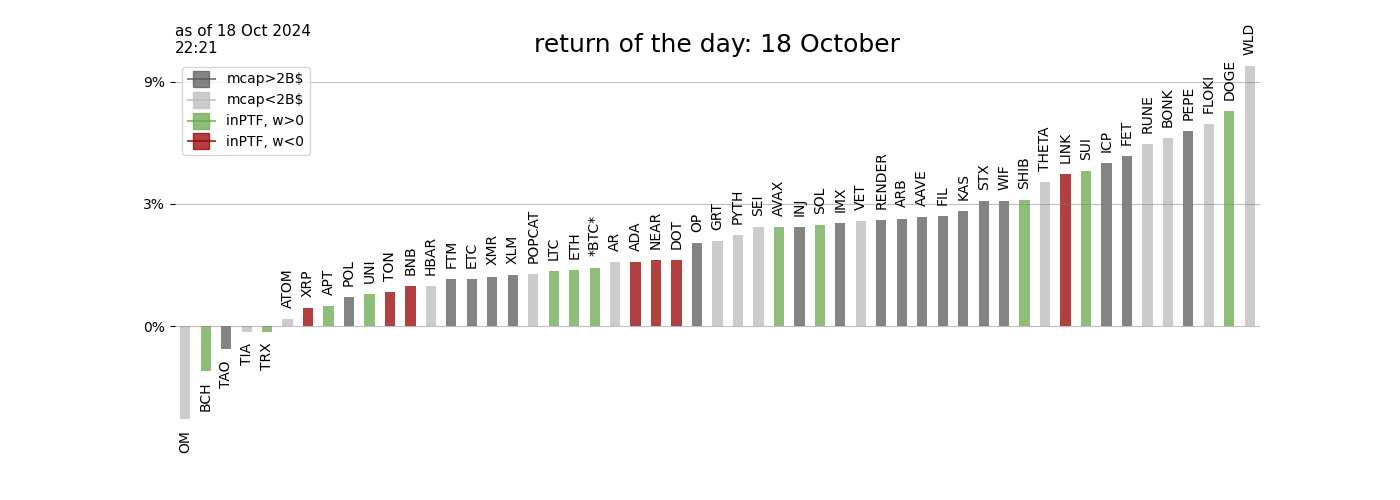 as of 18 Oct 2024
22:21
return of the day: 18 October
9%
3%
0%
mcap>2B$
mcap<2B$
inPTF, w>0
inPTF, w<0
OM
BCH
TAO
TIA
TRX
ATOM
XRP
APT
POL
UNI
TON
BNB
HBAR
FTM
ETC
XMR
XLM
POPCAT
LTC
ETH
*BTC*
AR
ADA
NEAR
DOT
OP
GRT
PYTH
SEI
AVAX
INJ
SOL
IMX
VET
RENDER
ARB
AAVE
FIL
KAS
STX
WIF
SHIB
THETA
LINK
SUI
ICP
FET
RUNE
BONK
PEPE
FLOKI
DOGE
WLD